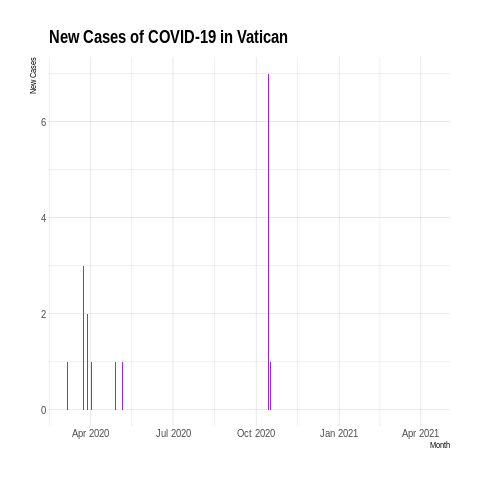 New Cases of COVID-19 in Vatican
New Cases
6
4
2
0
Apr 2020
Jul 2020
Oct 2020
Jan 2021
Apr 2021
Month